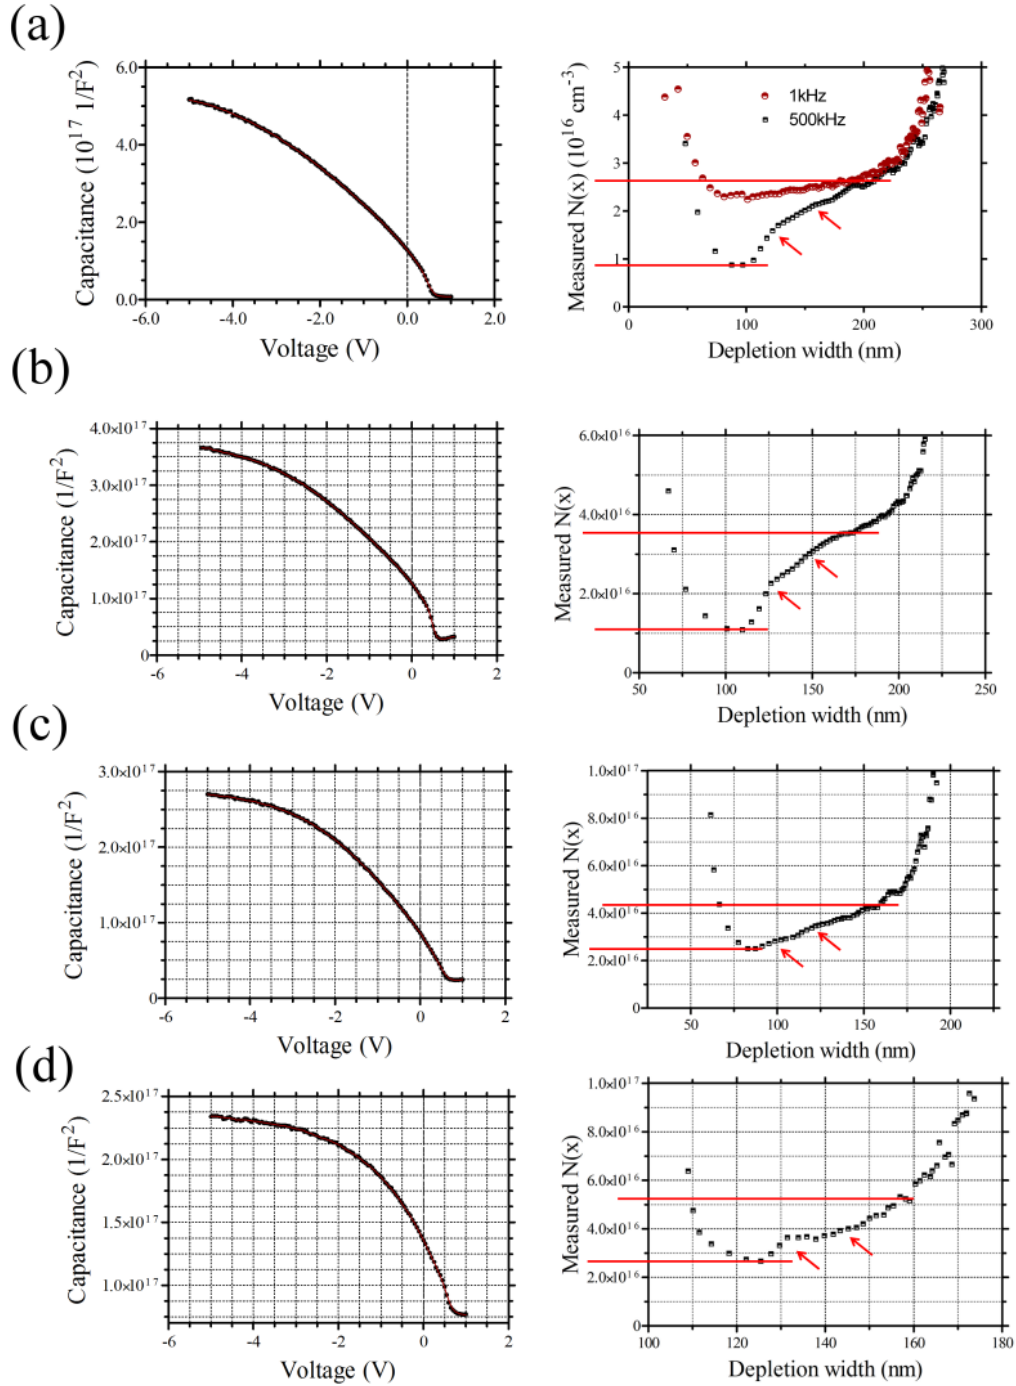 (a)
6.0
4.0
2.0
0.0
-6.0 -4.0 -2.0 0.0 2.0
Capacitance (10^17 1/F^2)
Voltage (V)
5
4
3
2
1
0
0 100 200 300
Measured N(x) (10^16 cm^-3)
Depletion width (nm)
1kHz
500kHz
(b)
4.0x10^17
3.0x10^17
2.0x10^17
1.0x10^17
0
-6 -4 -2 0 2
Capacitance (1/F^2)
Voltage (V)
6.0x10^16
4.0x10^16
2.0x10^16
0
50 100 150 200 250
Measured N(x)
Depletion width (nm)
(c)
3.0x10^17
2.0x10^17
1.0x10^17
0
-6 -4 -2 0 2
Capacitance (1/F^2)
Voltage (V)
1.0x10^17
8.0x10^16
6.0x10^16
4.0x10^16
2.0x10^16
0
50 100 150 200
Measured N(x)
Depletion width (nm)
(d)
2.5x10^17
2.0x10^17
1.5x10^17
1.0x10^17
-6 -4 -2 0 2
Capacitance (1/F^2)
Voltage (V)
1.0x10^17
8.0x10^16
6.0x10^16
4.0x10^16
2.0x10^16
0
100 120 140 160 180
Measured N(x)
Depletion width (nm)